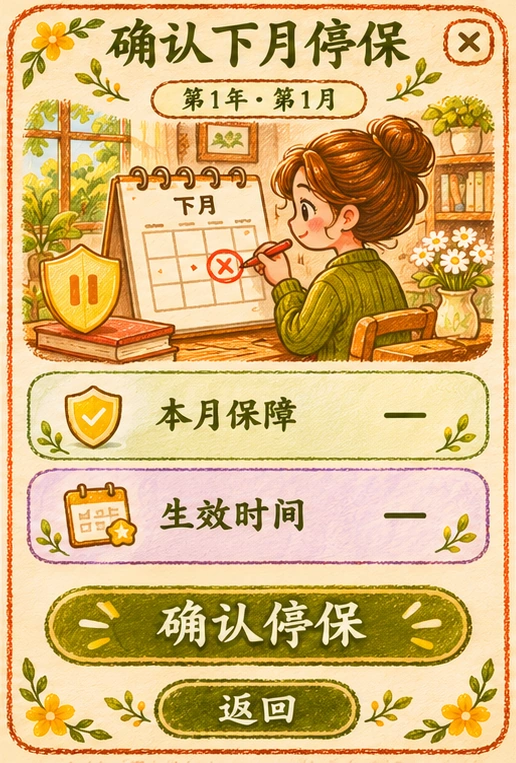 确认下月停保
第1年·第1月
下月
本月保障 —
生效时间 —
确认停保
返回